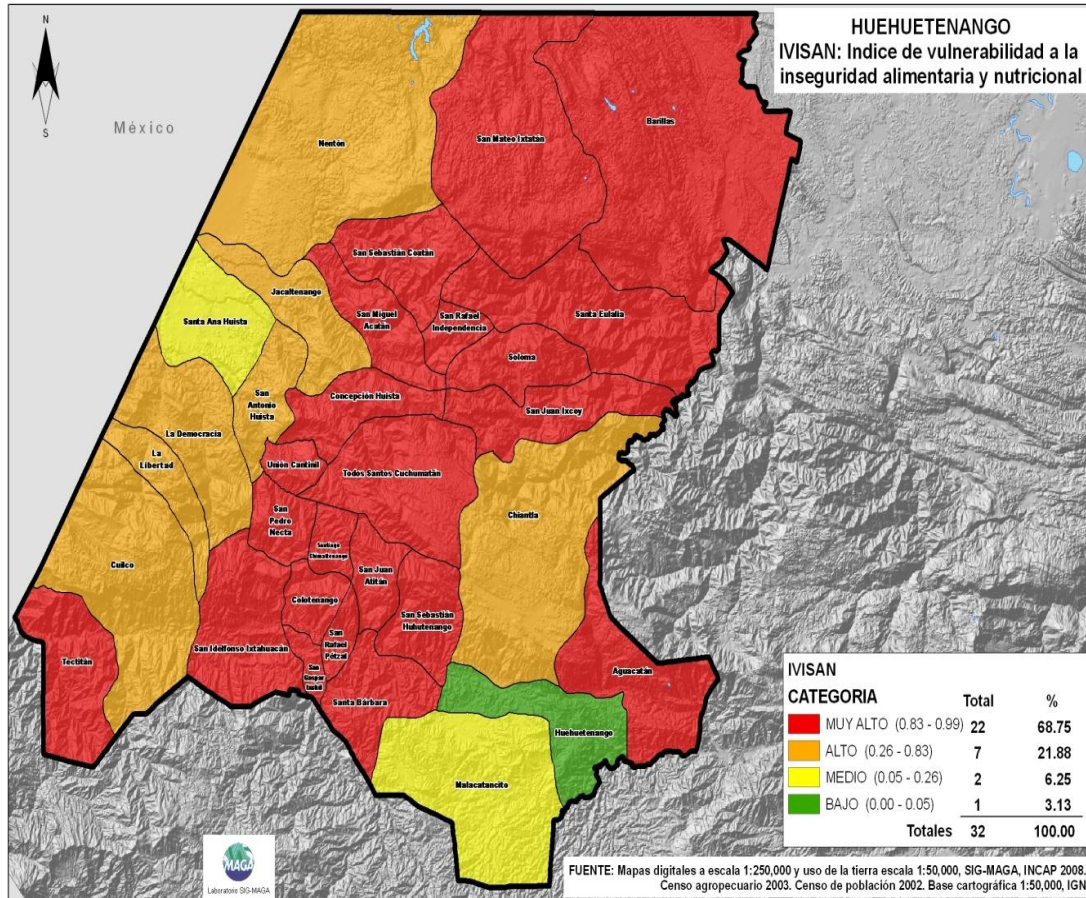 HUEHUETENANGO
IVISAN: Indice de vulnerabilidad a la
inseguridad alimentaria y nutricional
N
S
México
Nentón
San Mateo Ixtatán
Barillas
San Sebastián Coatán
Jacaltenango
Santa Ana Huista
San Miguel
Acatán
San Rafael
Independencia
Santa Eulalia
Soloma
San
Antonio
Huista
Concepción Huista
San Juan Ixcoy
La Democracia
La
Libertad
Unión Cantinil
Todos Santos Cuchumatán
San
Pedro
Necta
Chiantla
Santiago
Chimaltenango
San Juan
Atitán
Cuilco
Colotenango
San Sebastián
Huhutenango
San
Rafael
Pétzal
San Idelfonso Ixtahuacán
Tectitán
San
Gaspar
Ixchil
Santa Bárbara
Aguacatán
Huehuetenango
Malacatancito
IVISAN
CATEGORIA Total %
MUY ALTO (0.83 - 0.99) 22 68.75
ALTO (0.26 - 0.83) 7 21.88
MEDIO (0.05 - 0.26) 2 6.25
BAJO (0.00 - 0.05) 1 3.13
Totales 32 100.00
MAGA
Laboratorio SIG-MAGA
FUENTE: Mapas digitales a escala 1:250,000 y uso de la tierra escala 1:50,000, SIG-MAGA, INCAP 2008.
Censo agropecuario 2003. Censo de población 2002. Base cartográfica 1:50,000, IGN